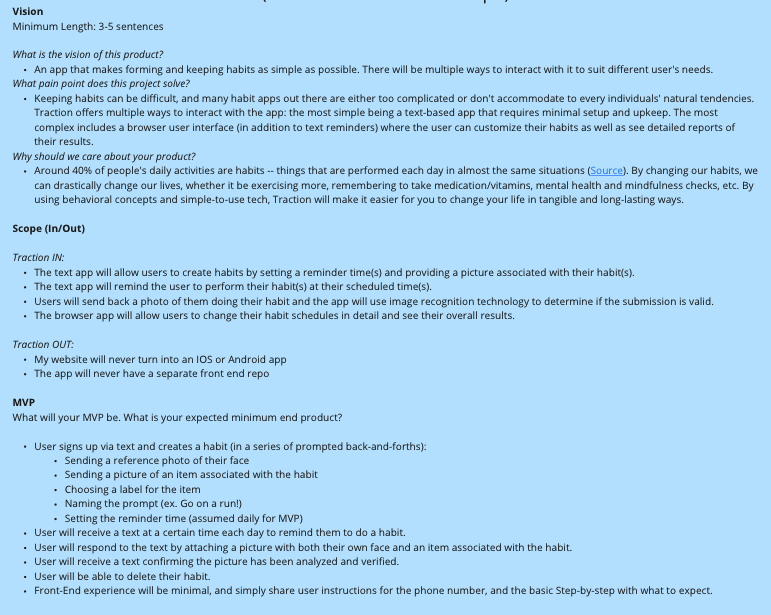 Vision
Minimum Length: 3-5 sentences
What is the vision of this product?
• An app that makes forming and keeping habits as simple as possible. There will be multiple ways to interact with it to suit different user's needs.
What pain point does this project solve?
• Keeping habits can be difficult, and many habit apps out there are either too complicated or don't accommodate to every individuals' natural tendencies.
Traction offers multiple ways to interact with the app: the most simple being a text-based app that requires minimal setup and upkeep. The most
complex includes a browser user interface (in addition to text reminders) where the user can customize their habits as well as see detailed reports of
their results.
Why should we care about your product?
• Around 40% of people's daily activities are habits -- things that are performed each day in almost the same situations (Source). By changing our habits, we
can drastically change our lives, whether it be exercising more, remembering to take medication/vitamins, mental health and mindfulness checks, etc. By
using behavioral concepts and simple-to-use tech, Traction will make it easier for you to change your life in tangible and long-lasting ways.
Scope (In/Out)
Traction IN:
• The text app will allow users to create habits by setting a reminder time(s) and providing a picture associated with their habit(s).
• The text app will remind the user to perform their habit(s) at their scheduled time(s).
• Users will send back a photo of them doing their habit and the app will use image recognition technology to determine if the submission is valid.
• The browser app will allow users to change their habit schedules in detail and see their overall results.
Traction OUT:
• My website will never turn into an IOS or Android app
• The app will never have a separate front end repo
MVP
What will your MVP be. What is your expected minimum end product?
• User signs up via text and creates a habit (in a series of prompted back-and-forths):
• Sending a reference photo of their face
• Sending a picture of an item associated with the habit
• Choosing a label for the item
• Naming the prompt (ex. Go on a run!)
• Setting the reminder time (assumed daily for MVP)
• User will receive a text at a certain time each day to remind them to do a habit.
• User will respond to the text by attaching a picture with both their own face and an item associated with the habit.
• User will receive a text confirming the picture has been analyzed and verified.
• User will be able to delete their habit.
• Front-End experience will be minimal, and simply share user instructions for the phone number, and the basic Step-by-step with what to expect.